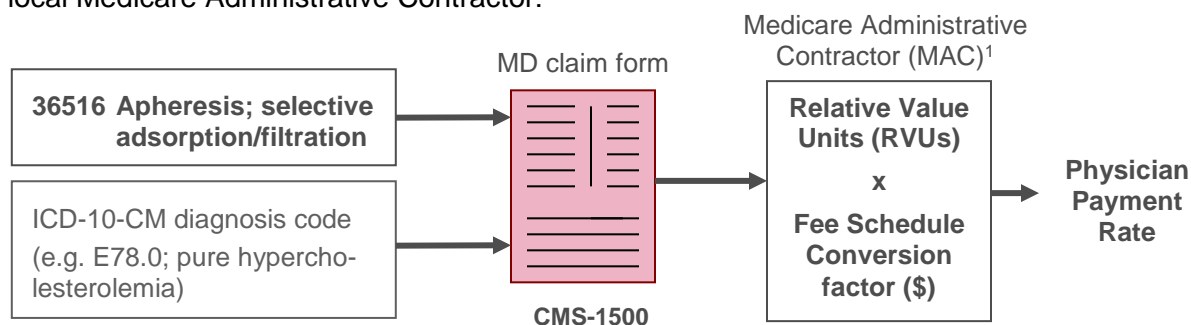 local Medicare Administrative Contractor.
Medicare Administrative
Contractor (MAC)¹
MD claim form
36516 Apheresis; selective
adsorption/filtration
ICD-10-CM diagnosis code
(e.g. E78.0; pure hypercho-
lesterolemia)
CMS-1500
Relative Value
Units (RVUs)
x
Fee Schedule
Conversion
factor ($)
Physician
Payment
Rate